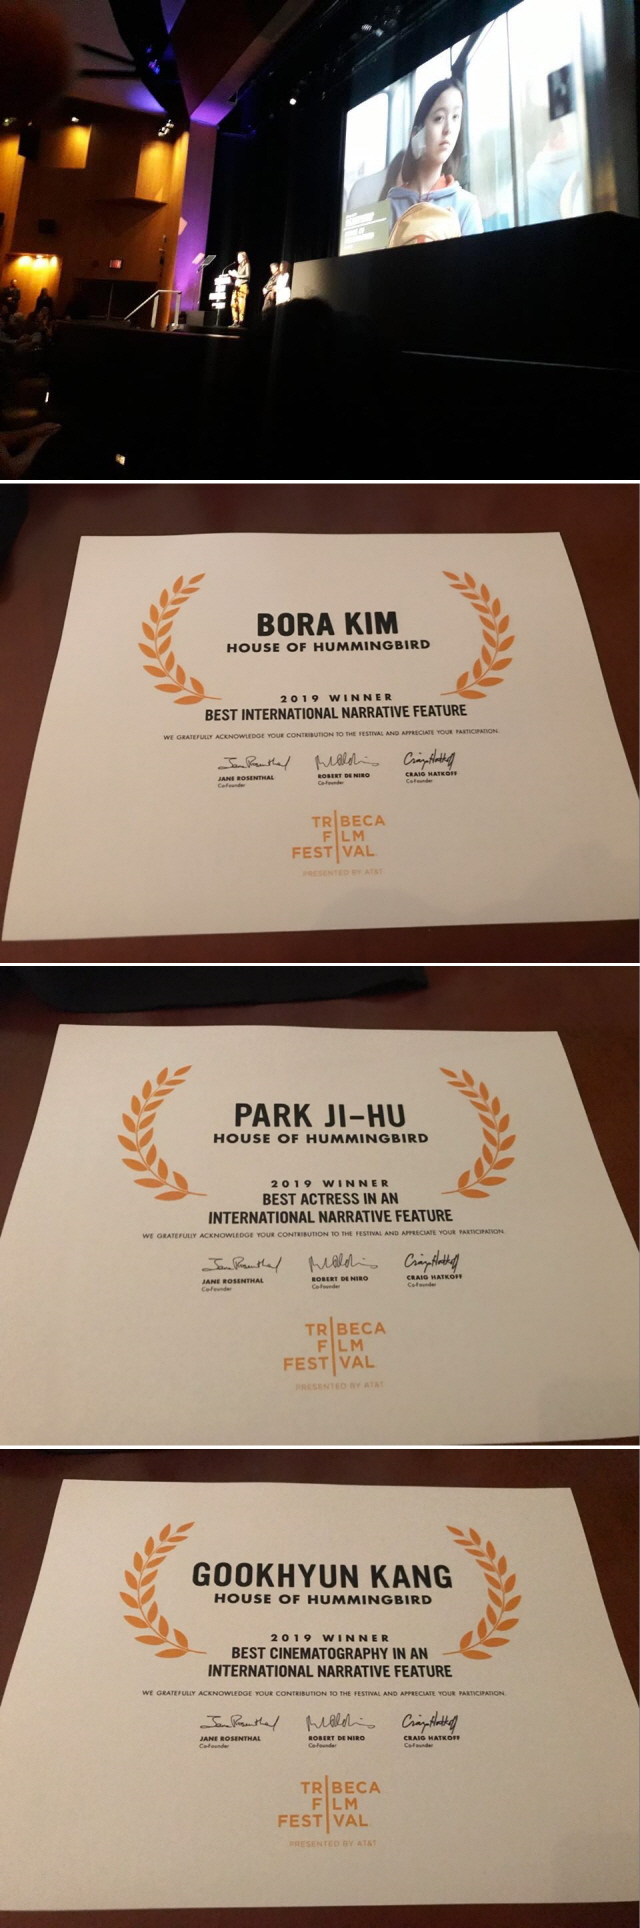 BORA KIM
HOUSE OF HUMMINGBIRD
2019 WINNER
BEST INTERNATIONAL NARRATIVE FEATURE
WE GRATEFULLY ACKNOWLEDGE YOUR CONTRIBUTION TO THE FESTIVAL AND APPRECIATE YOUR PARTICIPATION.
JANE ROSENTHAL
Co-Founder
ROBERT DE NIRO
Co-Founder
CRAIG HATKOFF
Co-Founder
TRIBECA
FILM
FESTIVAL
PRESENTED BY AT&T
PARK JI-HU
HOUSE OF HUMMINGBIRD
2019 WINNER
BEST ACTRESS IN AN
INTERNATIONAL NARRATIVE FEATURE
WE GRATEFULLY ACKNOWLEDGE YOUR CONTRIBUTION TO THE FESTIVAL AND APPRECIATE YOUR PARTICIPATION.
JANE ROSENTHAL
Co-Founder
ROBERT DE NIRO
Co-Founder
CRAIG HATKOFF
Co-Founder
TRIBECA
FILM
FESTIVAL
PRESENTED BY AT&T
GOOKHYUN KANG
HOUSE OF HUMMINGBIRD
2019 WINNER
BEST CINEMATOGRAPHY IN AN
INTERNATIONAL NARRATIVE FEATURE
WE GRATEFULLY ACKNOWLEDGE YOUR CONTRIBUTION TO THE FESTIVAL AND APPRECIATE YOUR PARTICIPATION.
JANE ROSENTHAL
Co-Founder
ROBERT DE NIRO
Co-Founder
CRAIG HATKOFF
Co-Founder
TRIBECA
FILM
FESTIVAL
PRESENTED BY AT&T